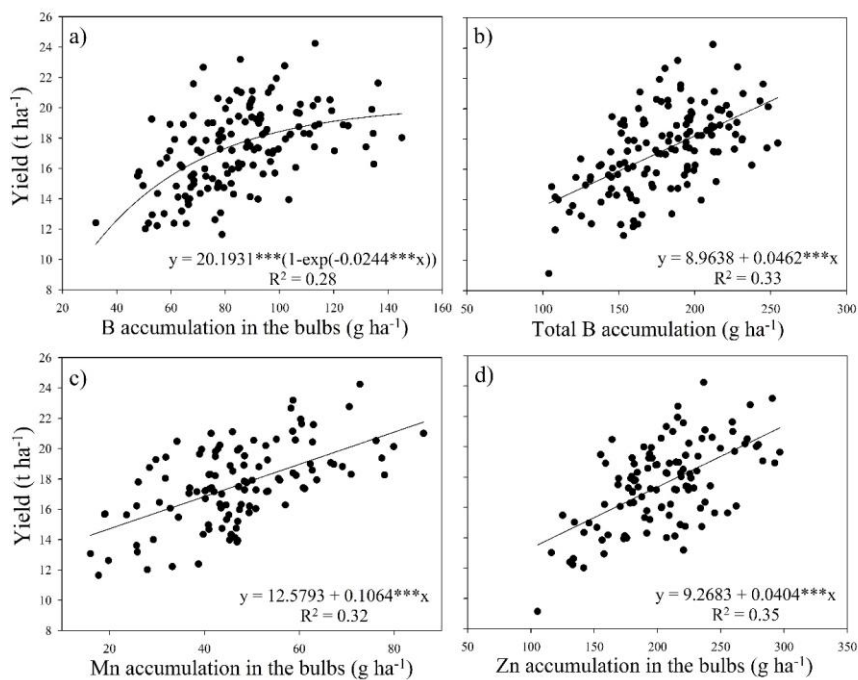 a)
26
24
22
20
18
16
14
12
10
8
Yield (t ha-1)
y = 20.1931***(1-exp(-0.0244***x))
R2 = 0.28
20 40 60 80 100 120 140 160
B accumulation in the bulbs (g ha-1)
b)
y = 8.9638 + 0.0462***x
R2 = 0.33
50 100 150 200 250 300
Total B accumulation (g ha-1)
c)
26
24
22
20
18
16
14
12
10
8
Yield (t ha-1)
y = 12.5793 + 0.1064***x
R2 = 0.32
20 40 60 80
Mn accumulation in the bulbs (g ha-1)
d)
y = 9.2683 + 0.0404***x
R2 = 0.35
50 100 150 200 250 300
Zn accumulation in the bulbs (g ha-1)